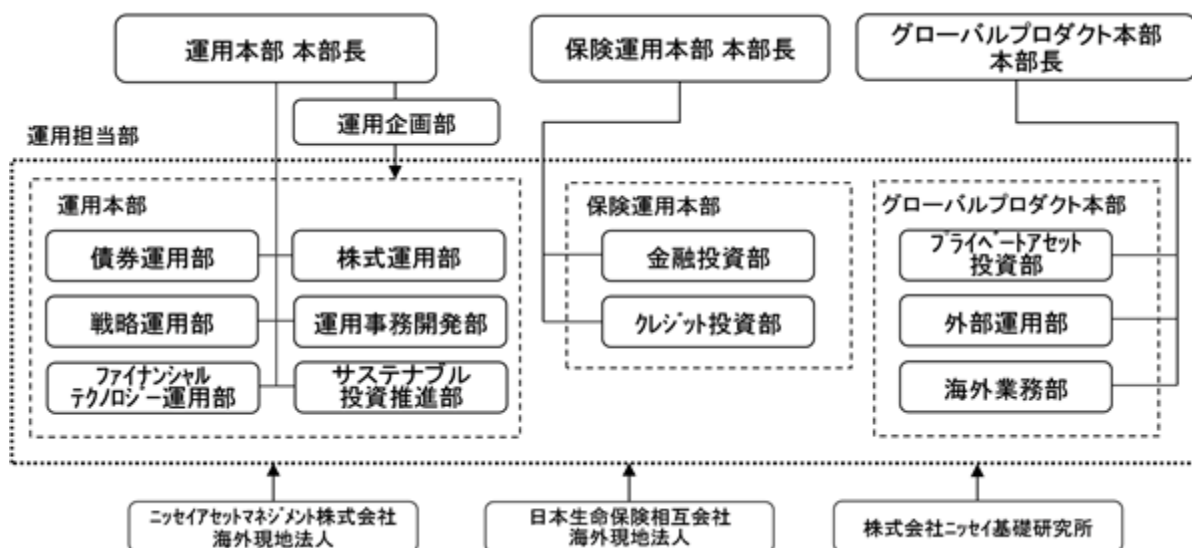 運用本部 本部長
保険運用本部 本部長
グローバルプロダクト本部
本部長
運用企画部
運用担当部
運用本部
債券運用部
株式運用部
戦略運用部
運用事務開発部
ファイナンシャル
テクノロジー運用部
サステナブル
投資推進部
保険運用本部
金融投資部
クレジット投資部
グローバルプロダクト本部
プライベートアセット
投資部
外部運用部
海外業務部
ニッセイアセットマネジメント株式会社
海外現地法人
日本生命保険相互会社
海外現地法人
株式会社ニッセイ基礎研究所